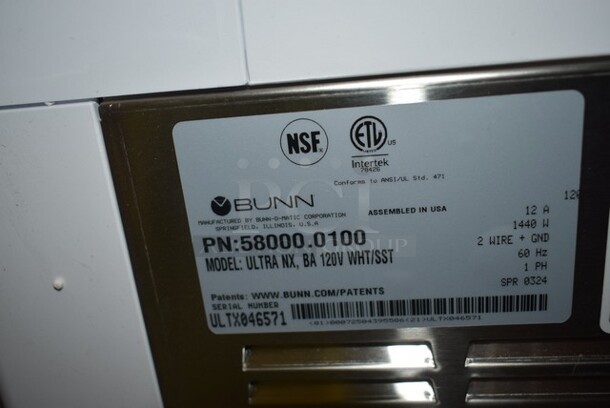 NSF®
ETL US
Intertek
78426
Conforms to ANSI/UL Std. 471
BUNN
MANUFACTURED BY BUNN-O-MATIC CORPORATION
SPRINGFIELD, ILLINOIS, U.S.A
ASSEMBLED IN USA
12 A
1440 W
2 WIRE + GND
60 Hz
1 PH
SPR 0324
PN:58000.0100
MODEL: ULTRA NX, BA 120V WHT/SST
Patents: WWW.BUNN.COM/PATENTS
SERIAL NUMBER
ULTX046571